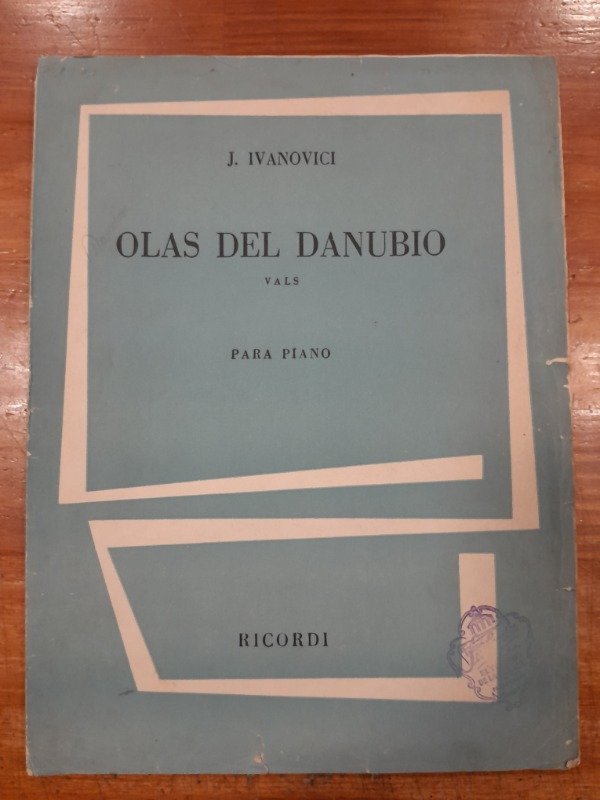 J. IVANOVICI
OLAS DEL DANUBIO
VALS
PARA PIANO
RICORDI